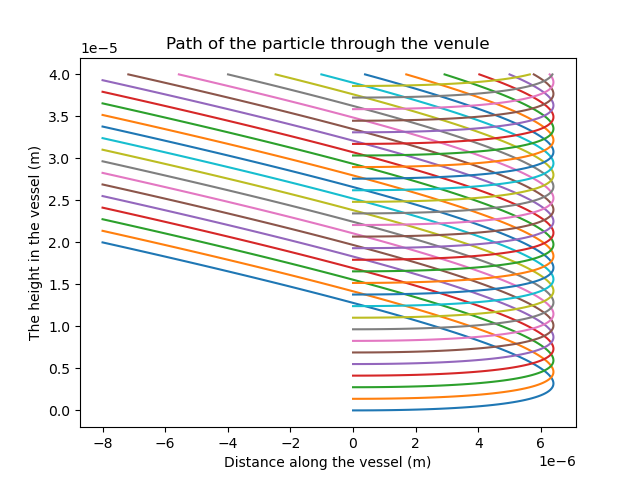 Path of the particle through the venule
1e−5
4.0
3.5
3.0
2.5
2.0
1.5
1.0
0.5
0.0
The height in the vessel (m)
−8 −6 −4 −2 0 2 4 6
Distance along the vessel (m)
1e−6